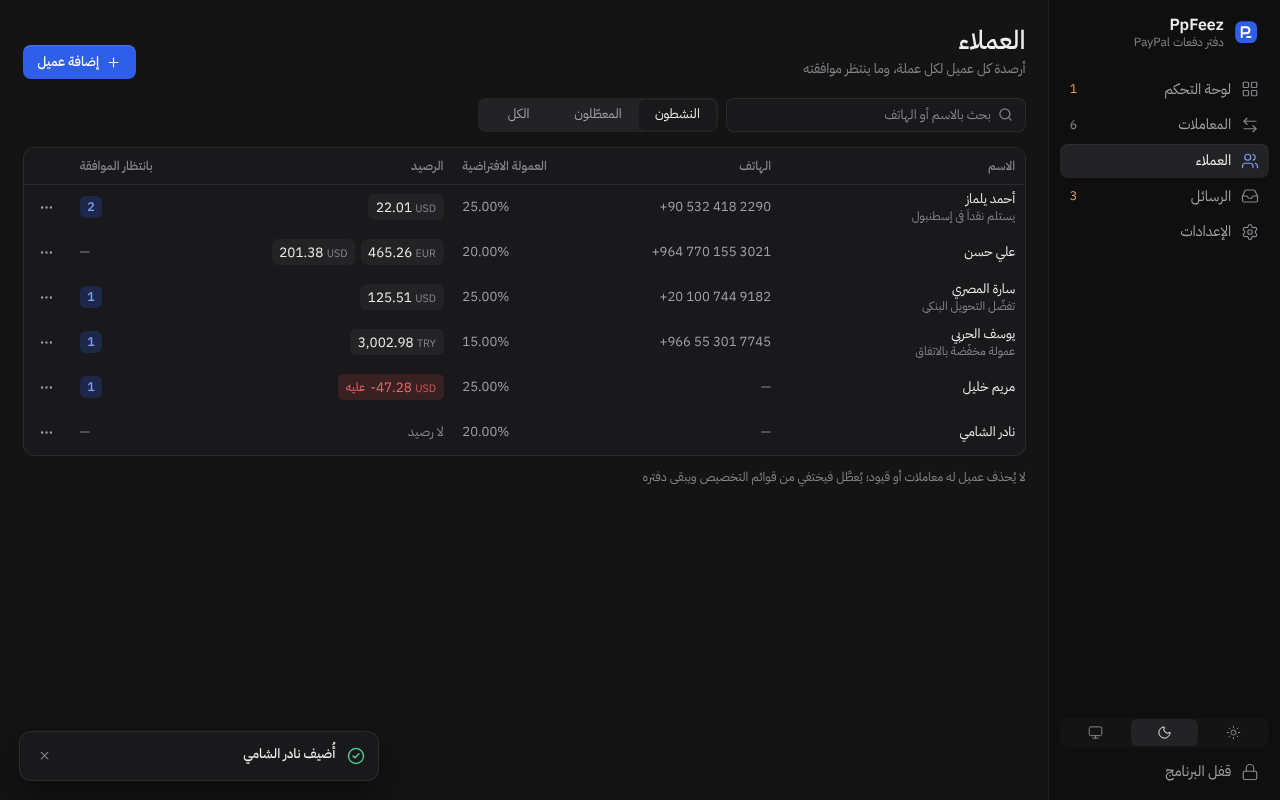 PpFeez
دفتر دفعات PayPal
لوحة التحكم 1
المعاملات 6
العملاء
الرسائل 3
الإعدادات
قفل البرنامج
العملاء
أرصدة كل عميل لكل عملة، وما ينتظر موافقته
إضافة عميل
بحث بالاسم أو الهاتف
النشطون المعطّلون الكل
الاسم الهاتف العمولة الافتراضية الرصيد بانتظار الموافقة
أحمد يلماز +90 532 418 2290 25.00% 22.01 USD 2
يستلم نقداً في إسطنبول
علي حسن +964 770 155 3021 20.00% 465.26 EUR 201.38 USD —
سارة المصري +20 100 744 9182 25.00% 125.51 USD 1
تفضّل التحويل البنكي
يوسف الحربي +966 55 301 7745 15.00% 3,002.98 TRY 1
عمولة مخفّضة بالاتفاق
مريم خليل — 25.00% -47.28 USD عليه 1
نادر الشامي — 20.00% لا رصيد —
لا يُحذف عميل له معاملات أو قيود؛ يُعطَّل فيختفي من قوائم التخصيص ويبقى دفتره
أُضيف نادر الشامي